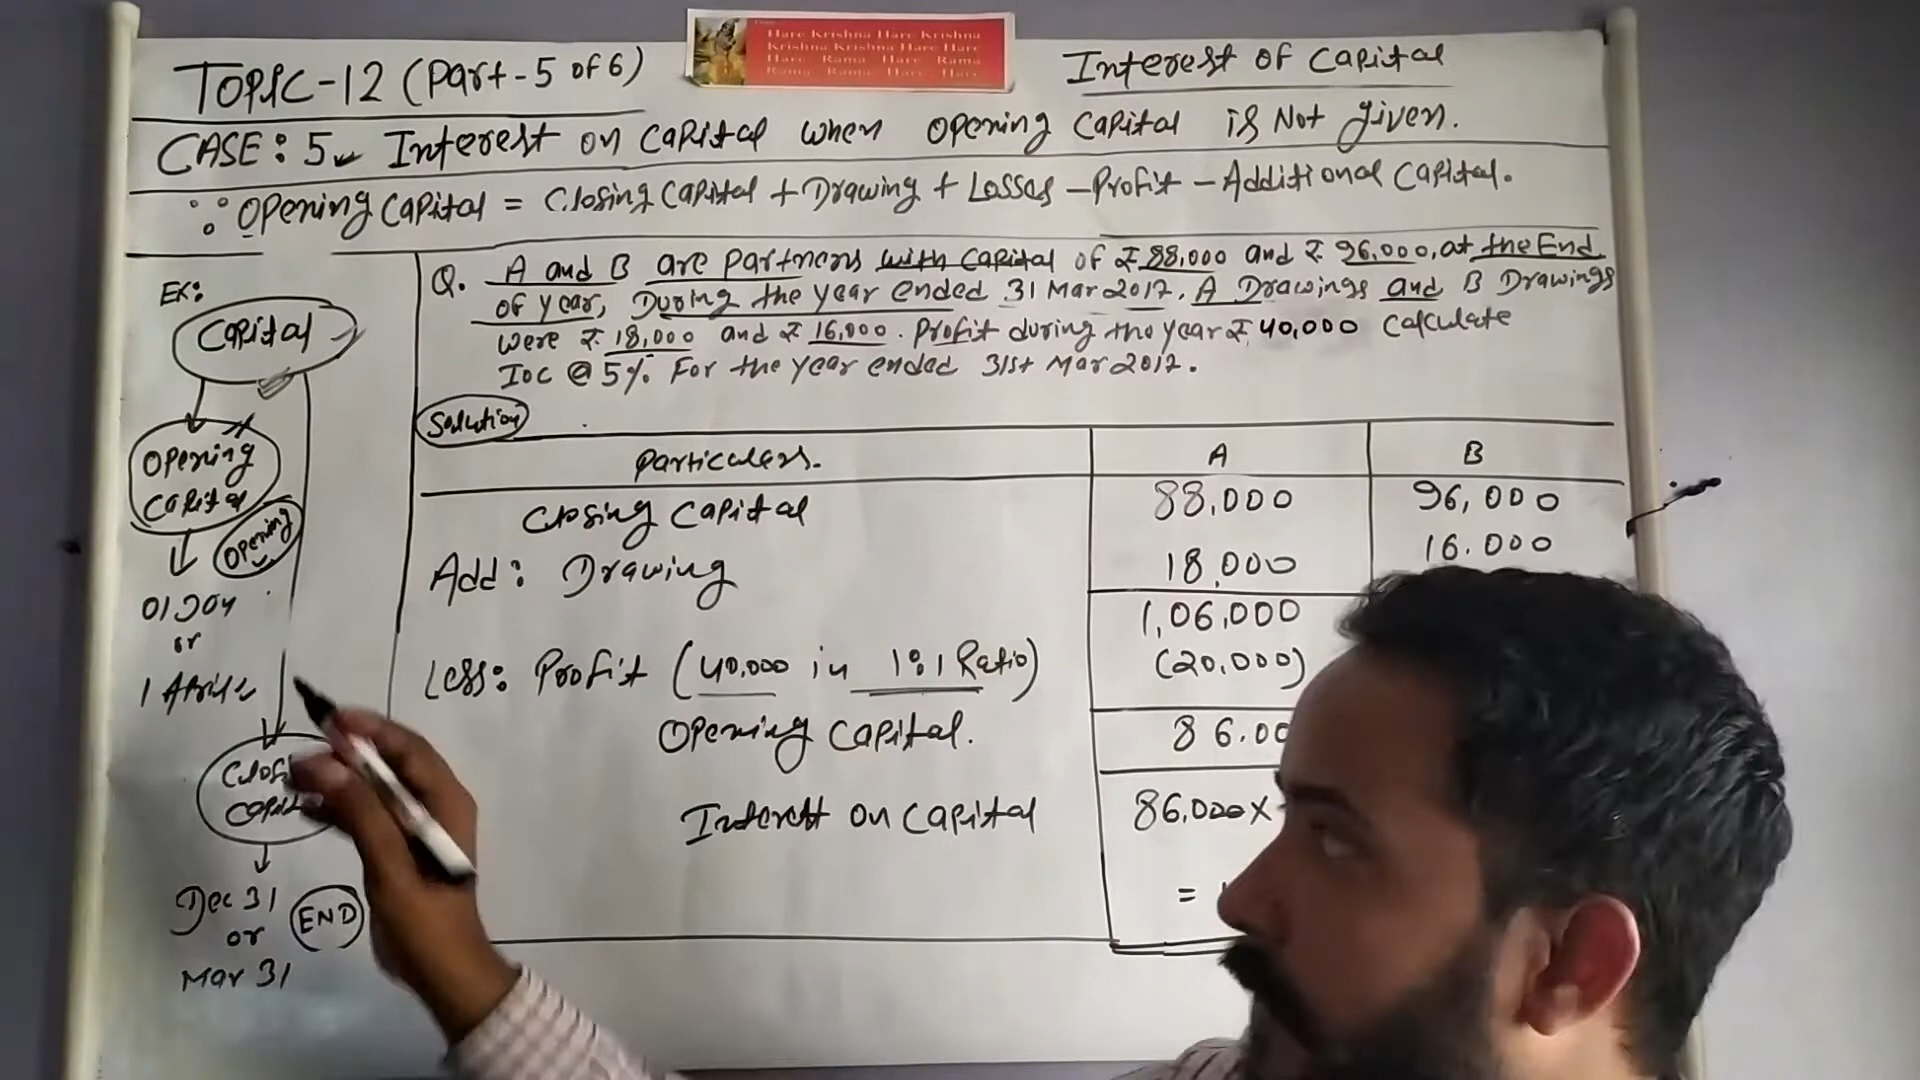 Hare Krishna Hare Krishna
Krishna Krishna Hare Hare
Hare Rama Hare Rama
Rama Rama Hare Hare
TOPIC-12 (Part-5 of 6)
Interest of Capital
CASE: 5 Interest on Capital when Opening Capital is Not given.
∵ Opening Capital = Closing Capital + Drawing + Losses - Profit - Additional Capital.
Ex:
Capital
Opening Capital
Opening
01 Jan
or
1 April
Closi
Capit
Dec 31
or
Mar 31
END
Q. A and B are partners with Capital of ₹ 88,000 and ₹ 96,000, at the End
of year, During the year ended 31 Mar 2017. A Drawings and B Drawings
were ₹ 18,000 and ₹ 16,000. Profit during the year ₹ 40,000 Calculate
IOC @ 5% For the year ended 31st Mar 2017.
Solution
Particulars. A B
Closing Capital 88,000 96,000
Add: Drawing 18,000 16.000
1,06,000
Less: Profit (40,000 in 1:1 Ratio) (20,000)
Opening Capital. 86.00
Interest on Capital 86,000 x
=